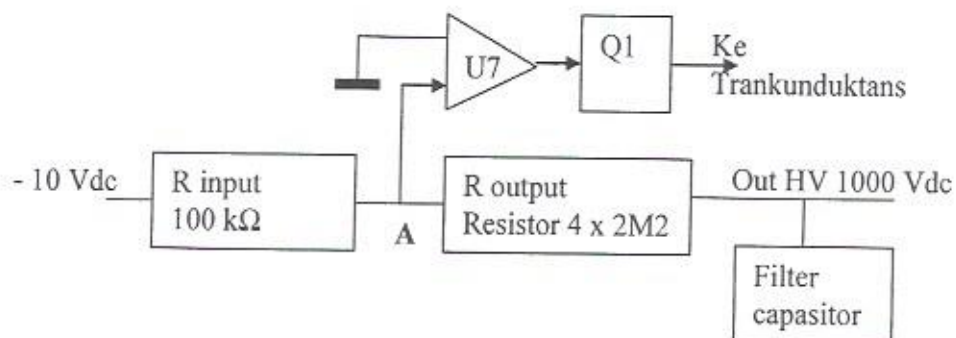 U7
Q1
Ke
Trankunduktans
- 10 Vdc
R input
100 kΩ
A
R output
Resistor 4 x 2M2
Out HV 1000 Vdc
Filter
capasitor